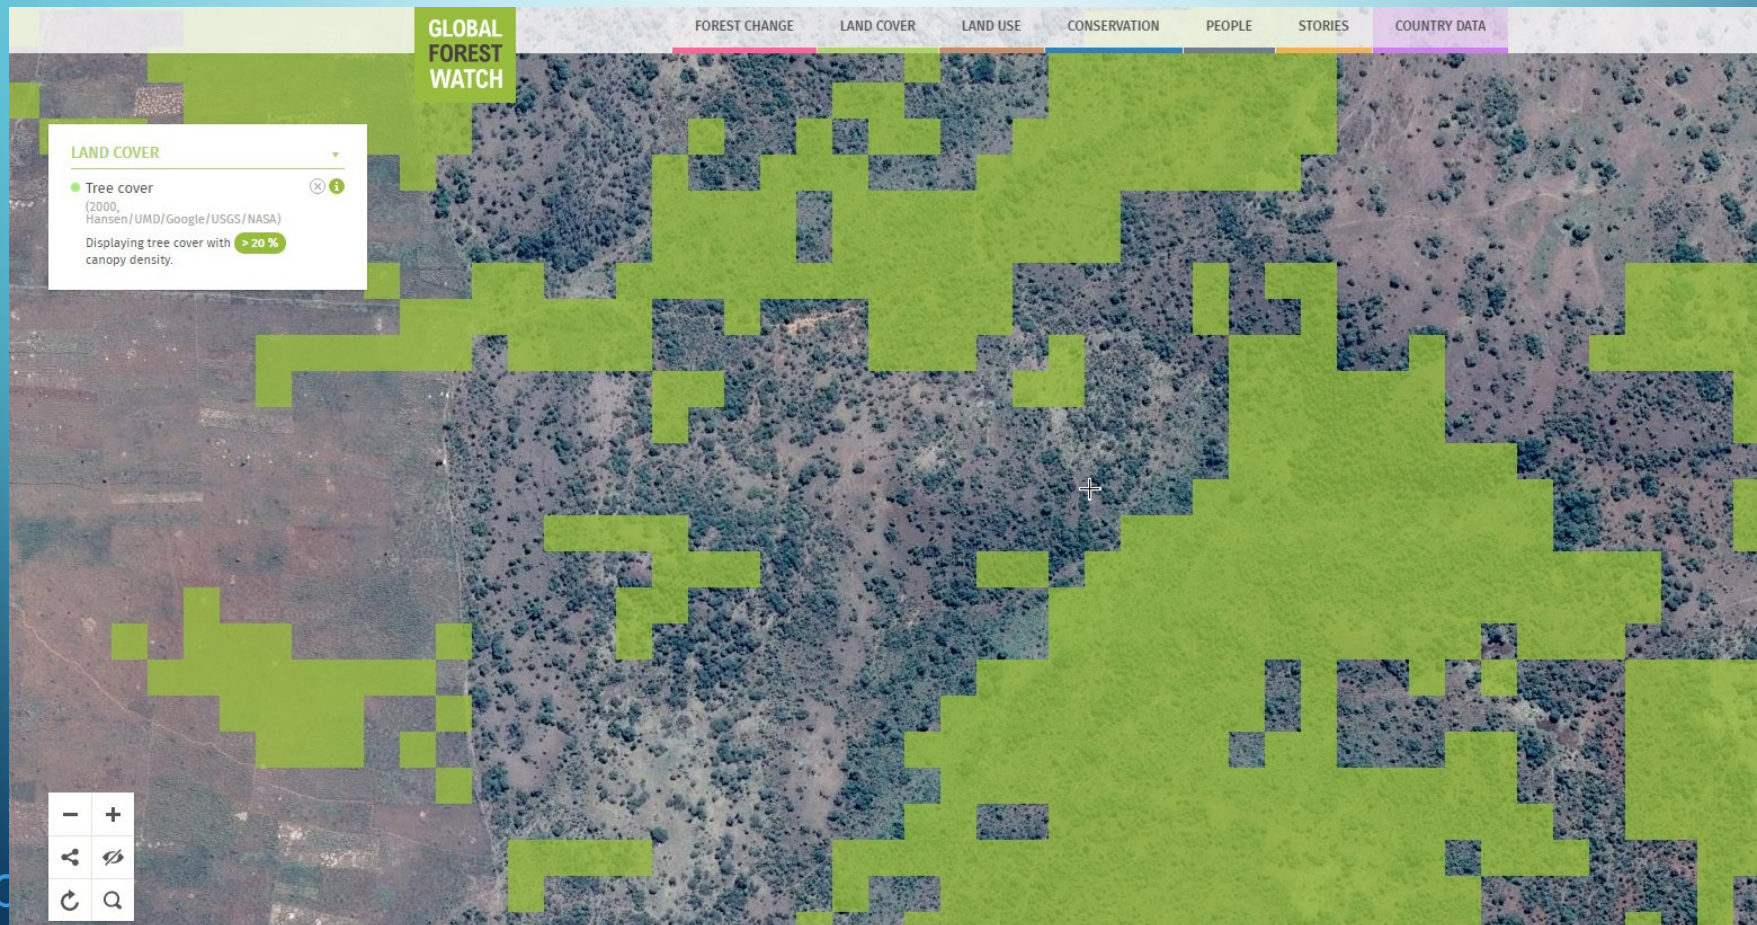 GLOBAL
FOREST
WATCH
FOREST CHANGE
LAND COVER
LAND USE
CONSERVATION
PEOPLE
STORIES
COUNTRY DATA
LAND COVER
Tree cover
(2000,
Hansen/UMD/Google/USGS/NASA)
Displaying tree cover with > 20 %
canopy density.